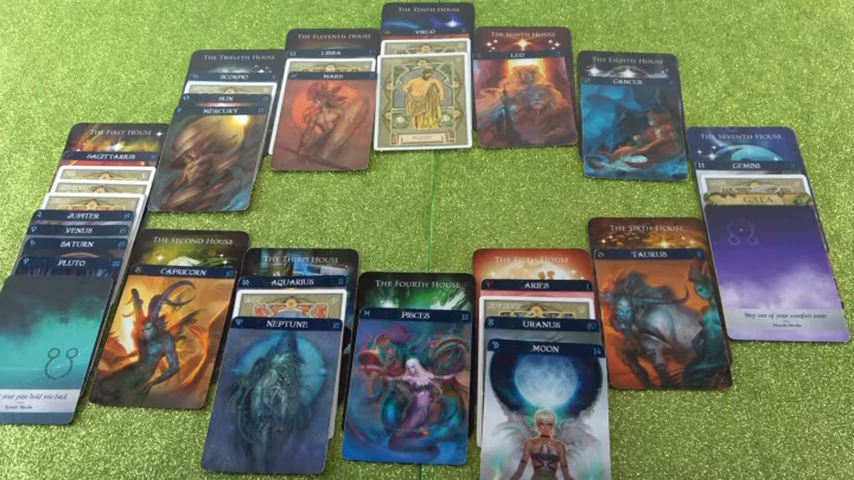 THE TENTH HOUSE
VIRGO
THE ELEVENTH HOUSE
LIBRA
MARS
THE NINTH HOUSE
LEO
THE TWELFTH HOUSE
SCORPIO
SUN
MERCURY
THE EIGHTH HOUSE
CANCER
THE FIRST HOUSE
SAGITTARIUS
JUPITER
VENUS
SATURN
PLUTO
your past hold you back
South Node
THE SEVENTH HOUSE
GEMINI
GAEA
Step out of your comfort zone
North Node
THE SECOND HOUSE
CAPRICORN
THE THIRD HOUSE
AQUARIUS
NEPTUNE
THE FOURTH HOUSE
PISCES
THE FIFTH HOUSE
ARIES
URANUS
MOON
THE SIXTH HOUSE
TAURUS